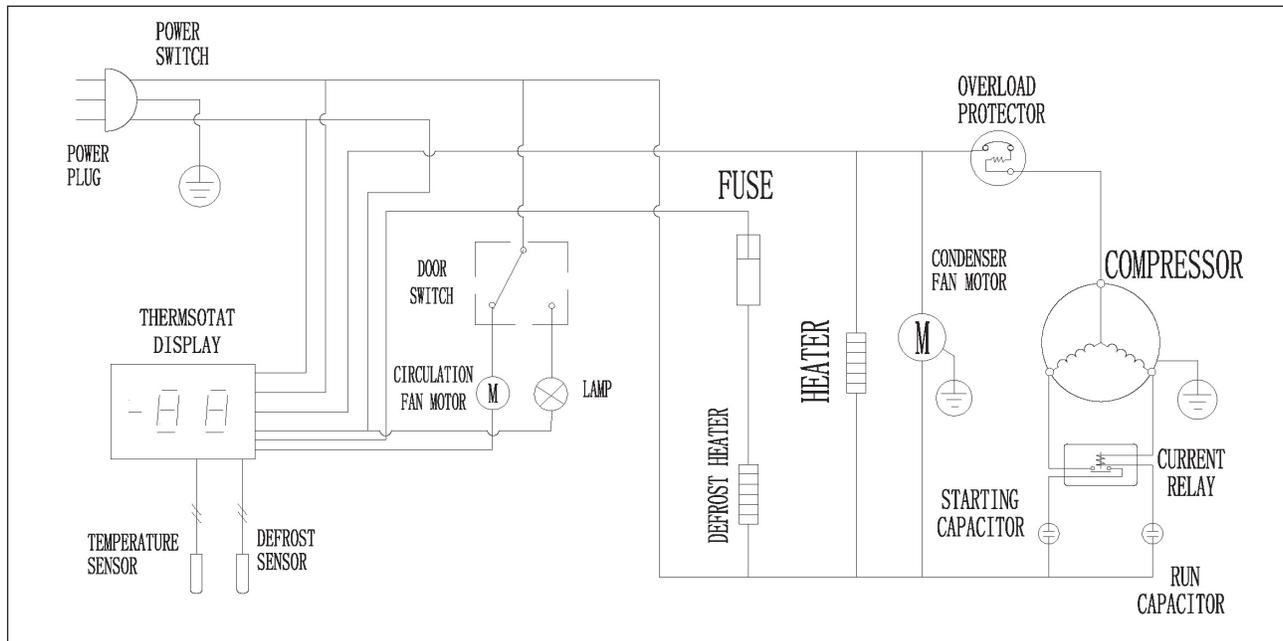 POWER
SWITCH
POWER
PLUG
OVERLOAD
PROTECTOR
FUSE
DOOR
SWITCH
CONDENSER
FAN MOTOR
COMPRESSOR
THERMSOTAT
DISPLAY
-88
CIRCULATION
FAN MOTOR
M
LAMP
HEATER
M
DEFROST HEATER
CURRENT
RELAY
STARTING
CAPACITOR
TEMPERATURE
SENSOR
DEFROST
SENSOR
RUN
CAPACITOR